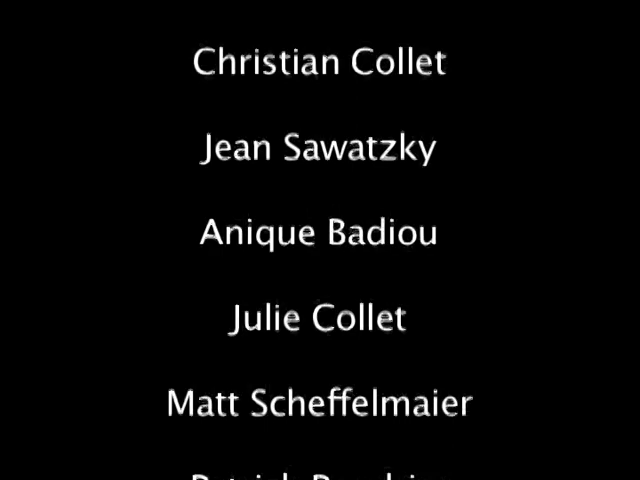 Christian Collet
Jean Sawatzky
Anique Badiou
Julie Collet
Matt Scheffelmaier